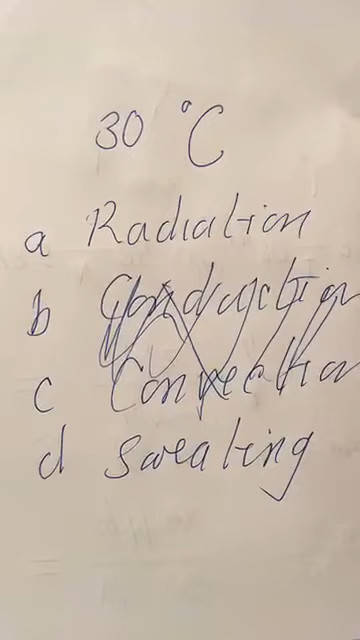 30 °C
a Radiation
b Conduction
c Convection
d Sweating